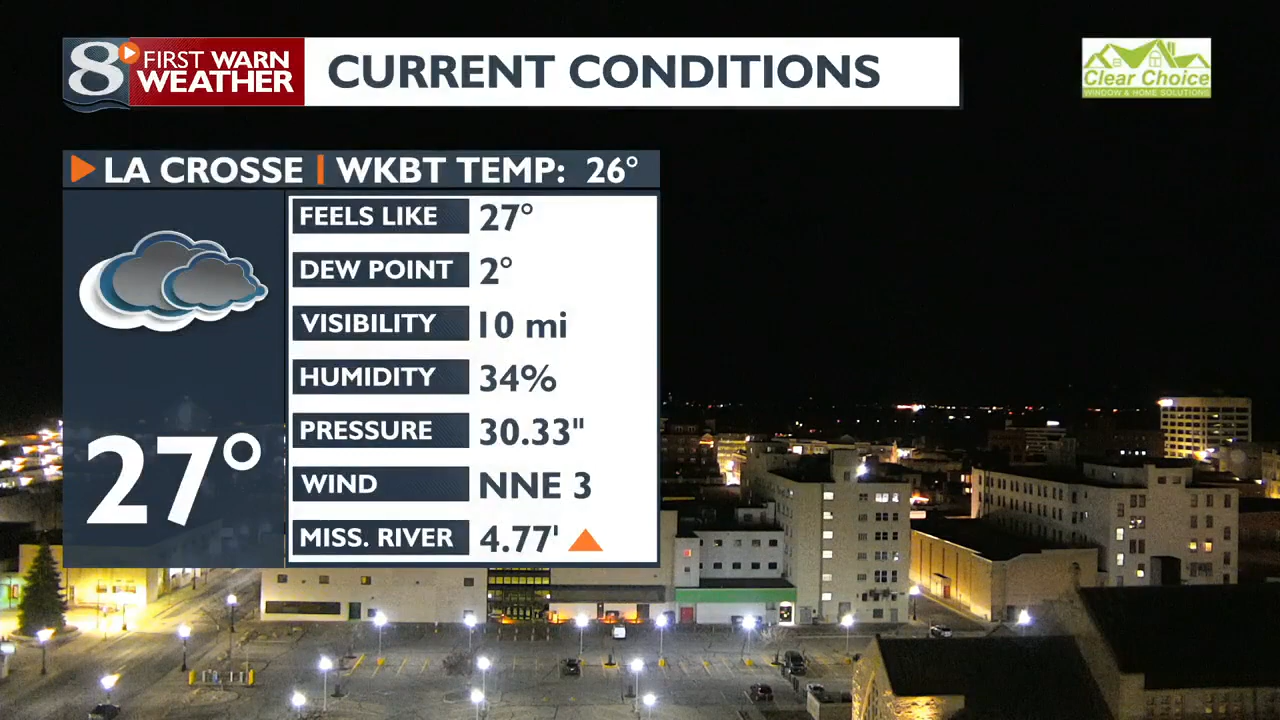 8 FIRST WARN
WEATHER
CURRENT CONDITIONS
Clear Choice
WINDOW & HOME SOLUTIONS
LA CROSSE | WKBT TEMP: 26°
FEELS LIKE 27°
DEW POINT 2°
VISIBILITY 10 mi
HUMIDITY 34%
PRESSURE 30.33"
WIND NNE 3
MISS. RIVER 4.77'
27°